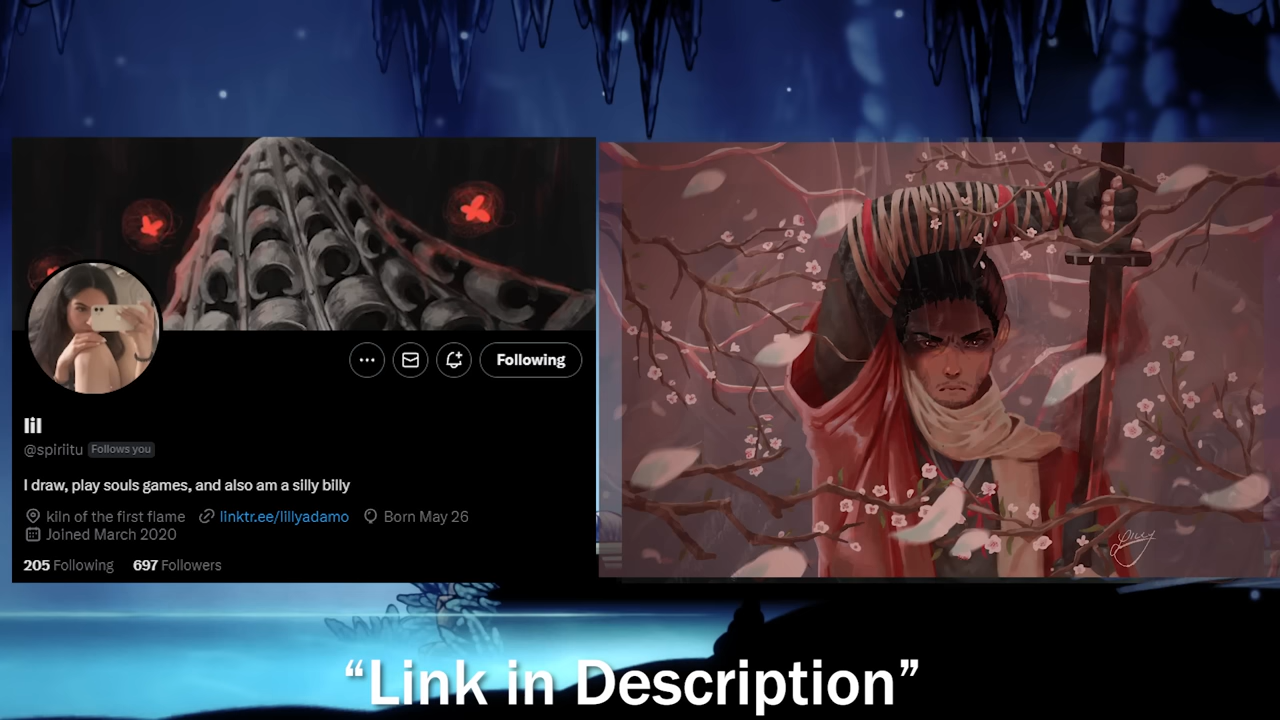 Following
lil
@spiriitu Follows you
I draw, play souls games, and also am a silly billy
kiln of the first flame linktr.ee/lillyadamo Born May 26
Joined March 2020
205 Following 697 Followers
“Link in Description”